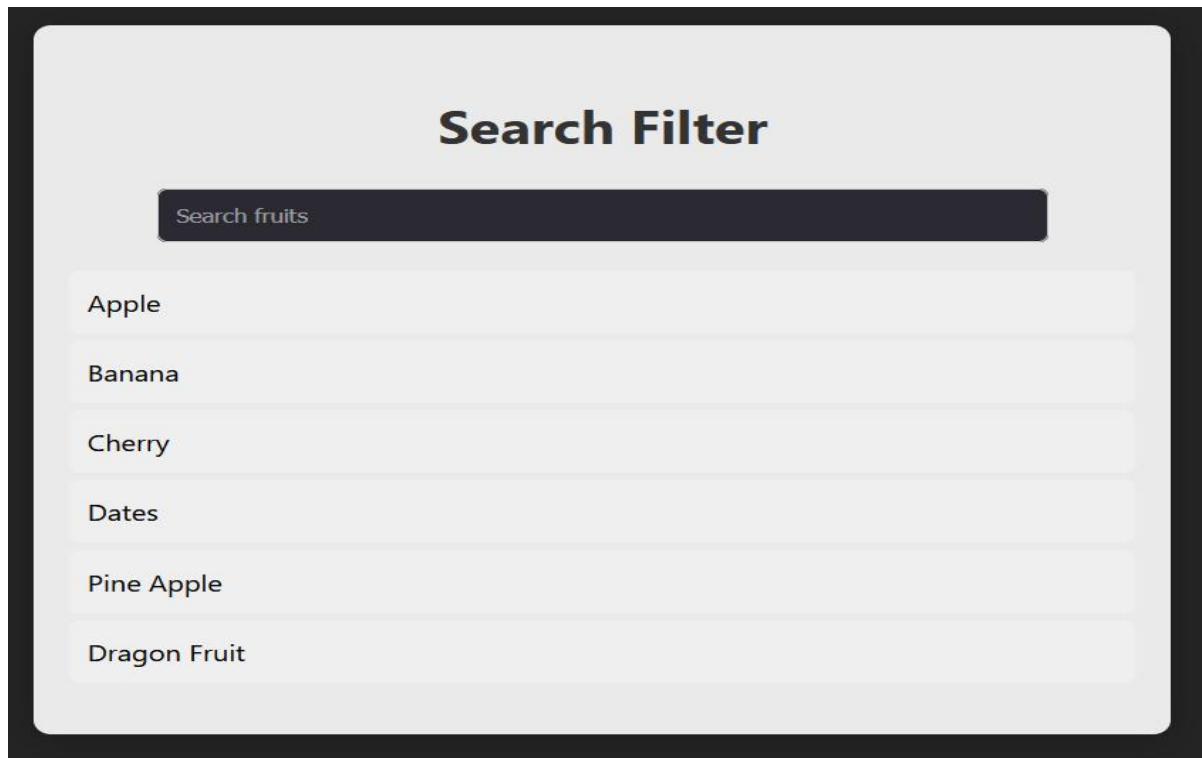 Search Filter
Search fruits
Apple
Banana
Cherry
Dates
Pine Apple
Dragon Fruit